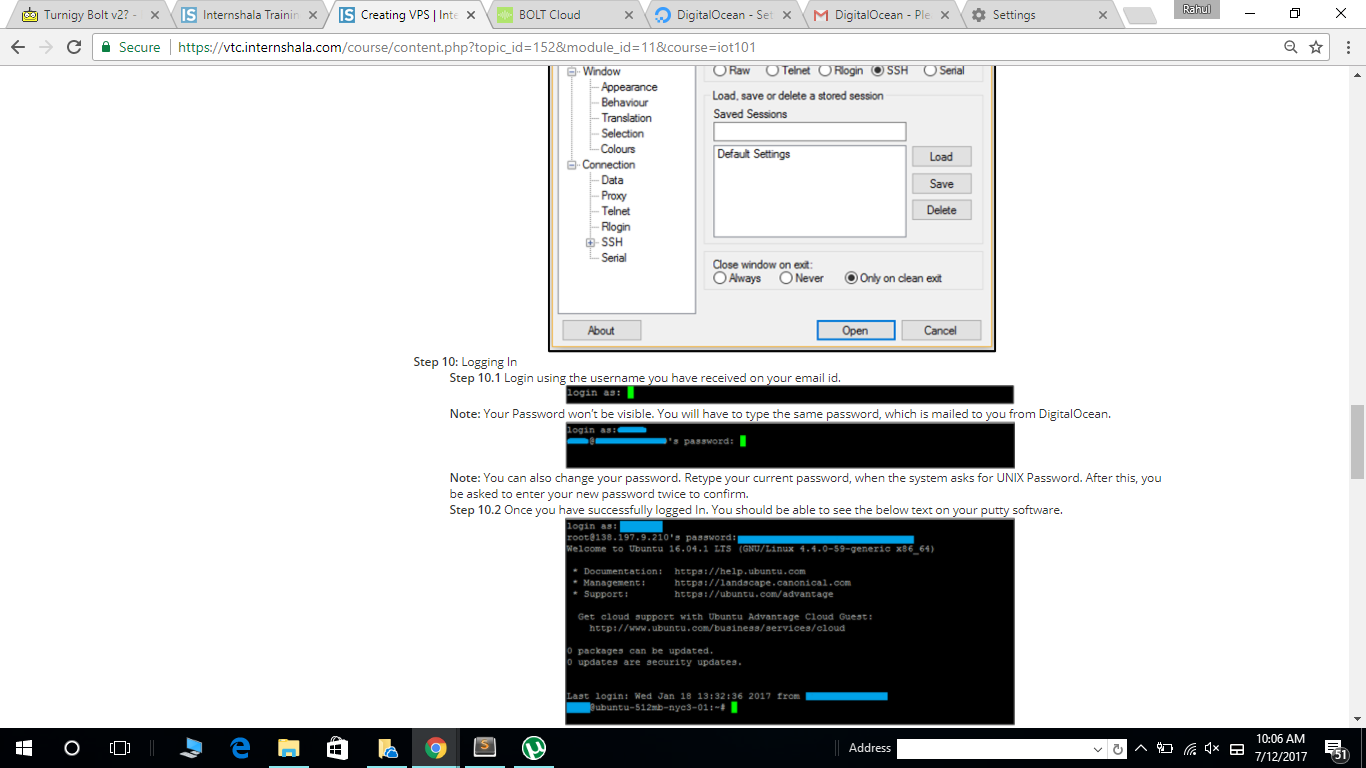 Turnigy Bolt v2? - T
Internshala Trainin
Creating VPS | Inte
BOLT Cloud
DigitalOcean - Set
DigitalOcean - Ple
Settings
Rahul
Secure
https://vtc.internshala.com/course/content.php?topic_id=152&module_id=11&course=iot101
Window
Appearance
Behaviour
Translation
Selection
Colours
Connection
Data
Proxy
Telnet
Rlogin
SSH
Serial
Raw Telnet Rlogin SSH Serial
Load, save or delete a stored session
Saved Sessions
Default Settings
Load
Save
Delete
Close window on exit:
Always Never Only on clean exit
About
Open
Cancel
Step 10: Logging In
Step 10.1 Login using the username you have received on your email id.
login as:
Note: Your Password won't be visible. You will have to type the same password, which is mailed to you from DigitalOcean.
login as:
@ 's password:
Note: You can also change your password. Retype your current password, when the system asks for UNIX Password. After this, you
be asked to enter your new password twice to confirm.
Step 10.2 Once you have successfully logged In. You should be able to see the below text on your putty software.
login as:
root@138.197.9.210's password:
Welcome to Ubuntu 16.04.1 LTS (GNU/Linux 4.4.0-59-generic x86_64)
* Documentation: https://help.ubuntu.com
* Management: https://landscape.canonical.com
* Support: https://ubuntu.com/advantage
Get cloud support with Ubuntu Advantage Cloud Guest:
http://www.ubuntu.com/business/services/cloud
0 packages can be updated.
0 updates are security updates.
Last login: Wed Jan 18 13:32:36 2017 from
@ubuntu-512mb-nyc3-01:~#
Address
10:06 AM
7/12/2017
51